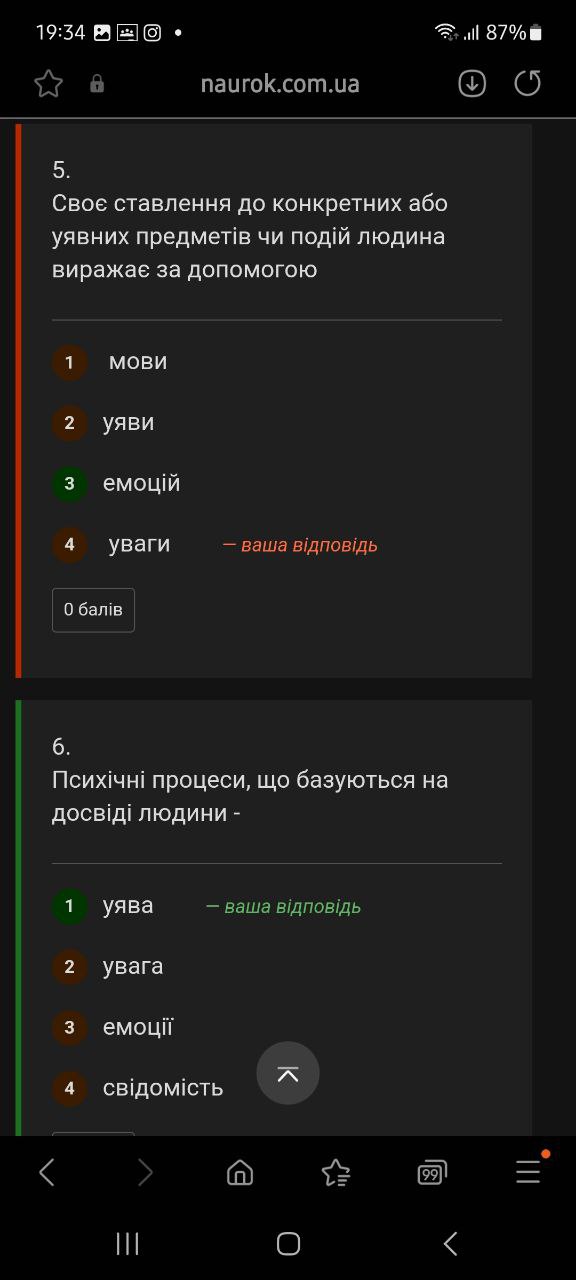 19:34 87%
naurok.com.ua
5.
Своє ставлення до конкретних або
уявних предметів чи подій людина
виражає за допомогою
1 мови
2 уяви
3 емоцій
4 уваги — ваша відповідь
0 балів
6.
Психічні процеси, що базуються на
досвіді людини -
1 уява — ваша відповідь
2 увага
3 емоції
4 свідомість
99